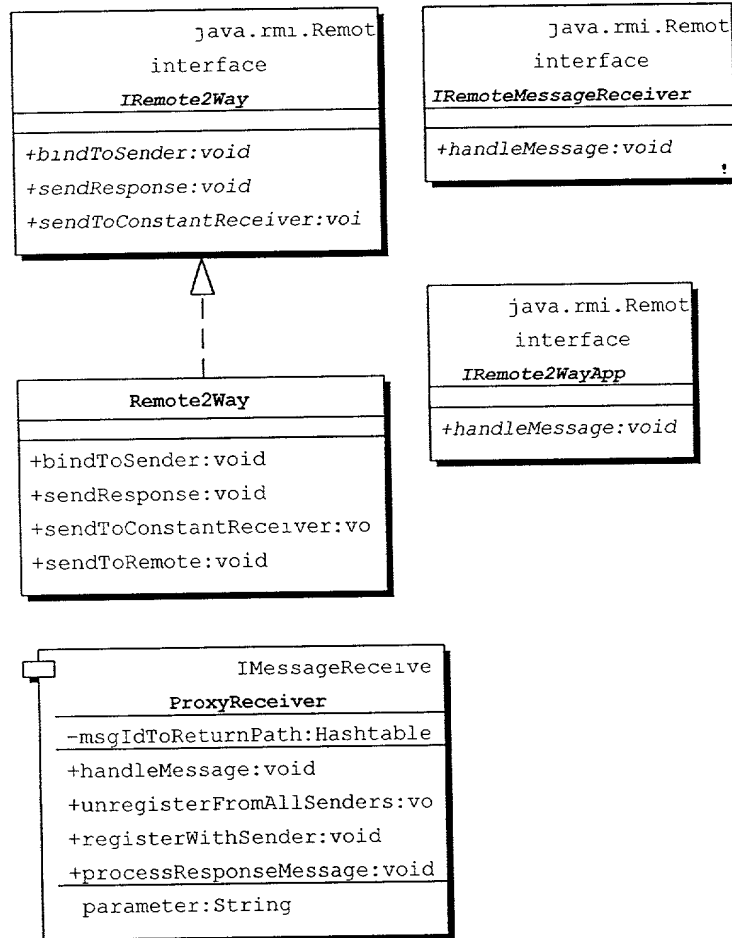 java.rmi.Remot
interface
IRemote2Way
+bindToSender:void
+sendResponse:void
+sendToConstantReceiver:voi
java.rmi.Remot
interface
IRemoteMessageReceiver
+handleMessage:void
java.rmi.Remot
interface
IRemote2WayApp
+handleMessage:void
Remote2Way
+bindToSender:void
+sendResponse:void
+sendToConstantReceiver:vo
+sendToRemote:void
IMessageReceive
ProxyReceiver
-msgIdToReturnPath:Hashtable
+handleMessage:void
+unregisterFromAllSenders:vo
+registerWithSender:void
+processResponseMessage:void
parameter:String